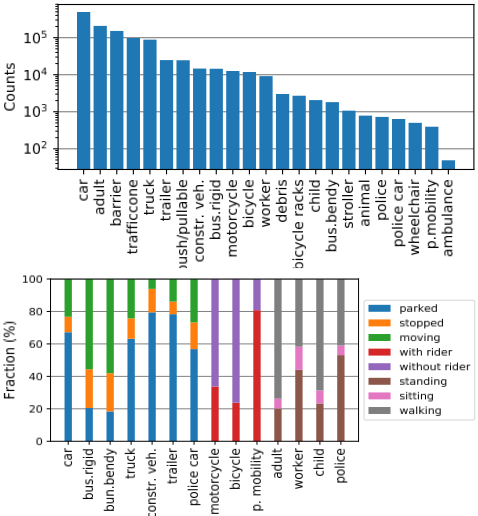 Counts
10^5
10^4
10^3
10^2
car
adult
barrier
trafficcone
truck
trailer
push/pullable
constr. veh.
bus.rigid
motorcycle
bicycle
worker
debris
bicycle racks
child
bus.bendy
stroller
animal
police
police car
wheelchair
p.mobility
ambulance
Fraction (%)
100
80
60
40
20
0
car
bus.rigid
bun.bendy
truck
constr. veh.
trailer
police car
motorcycle
bicycle
p. mobility
adult
worker
child
police
parked
stopped
moving
with rider
without rider
standing
sitting
walking